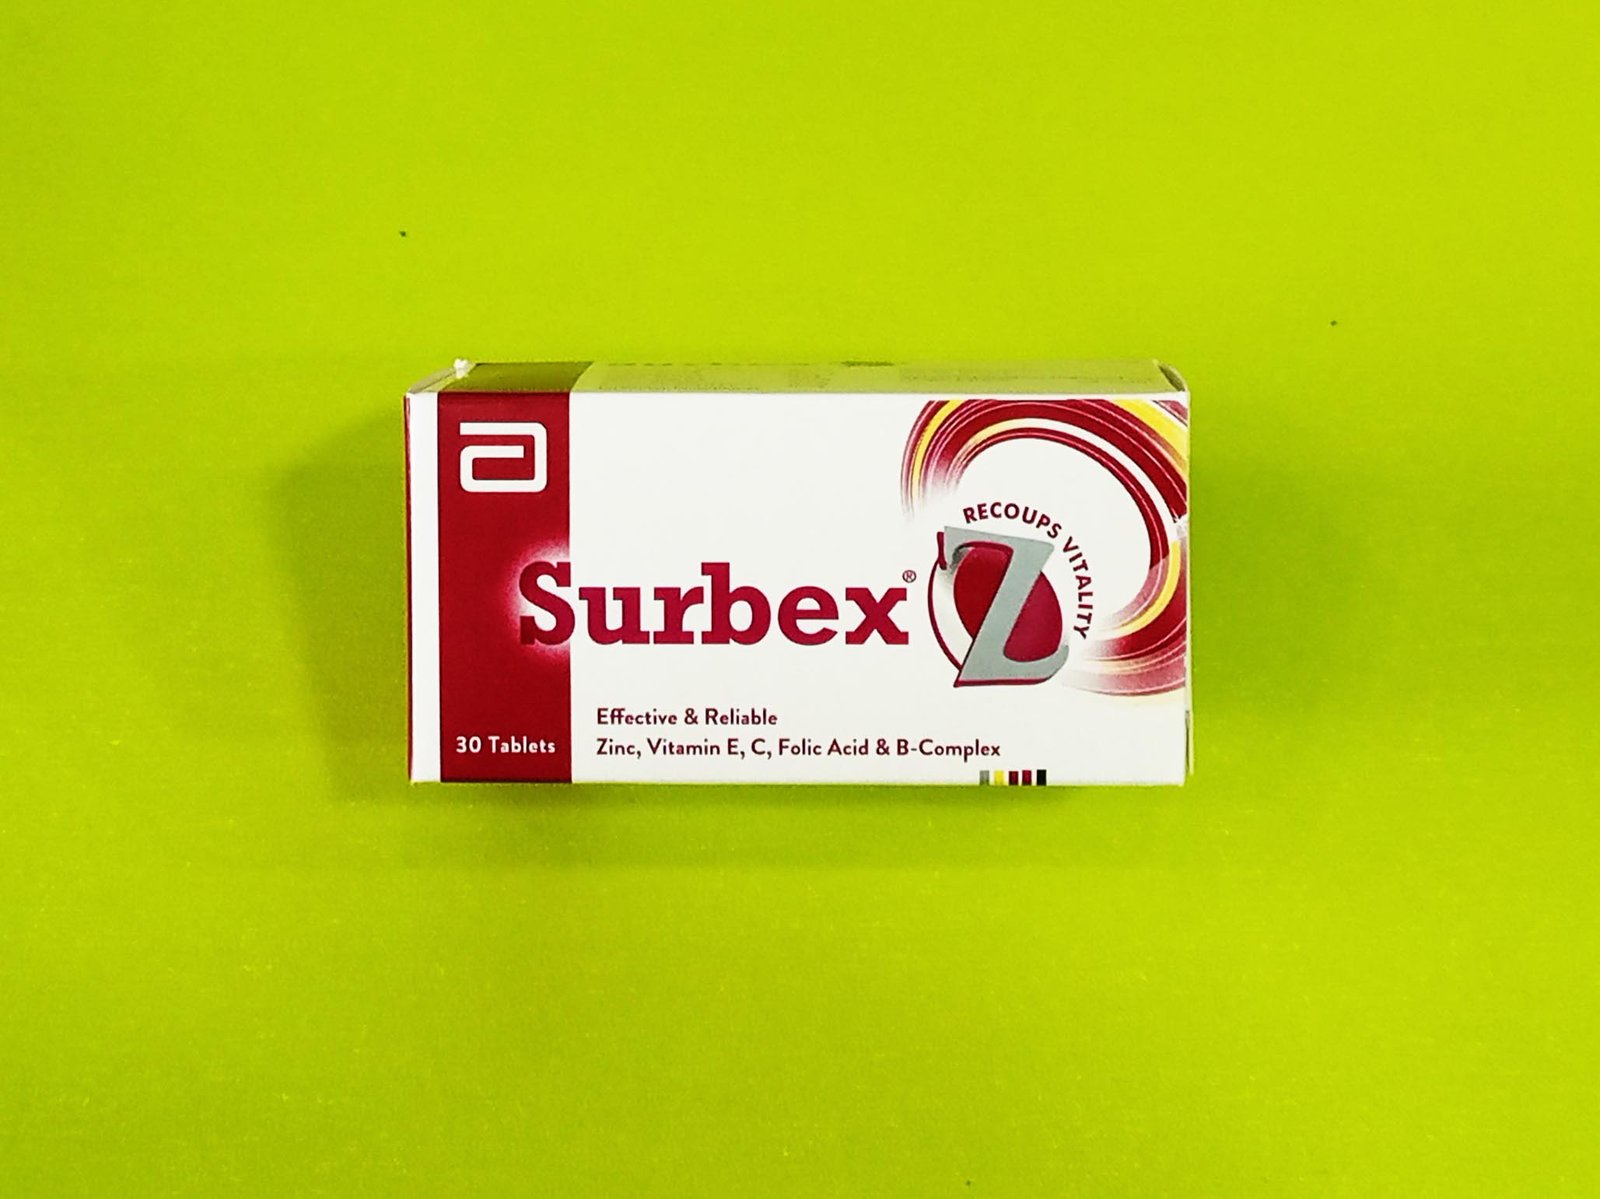 RECOUPS VITALITY
Surbex® Z
Effective & Reliable
30 Tablets
Zinc, Vitamin E, C, Folic Acid & B-Complex